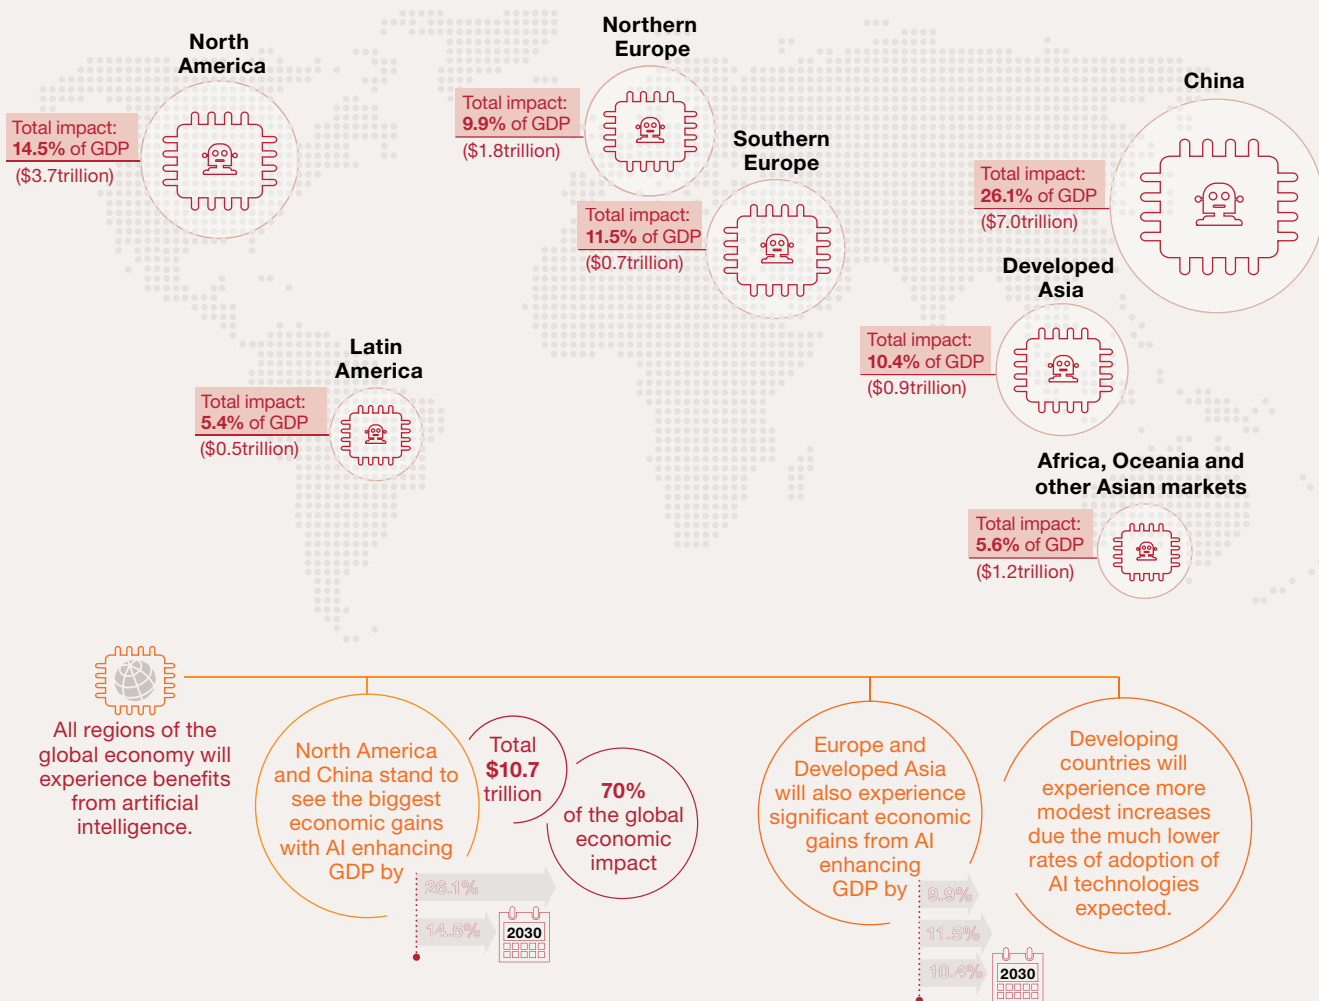 North
America
Total impact:
14.5% of GDP
($3.7trillion)
Northern
Europe
Total impact:
9.9% of GDP
($1.8trillion)
Southern
Europe
Total impact:
11.5% of GDP
($0.7trillion)
China
Total impact:
26.1% of GDP
($7.0trillion)
Developed
Asia
Total impact:
10.4% of GDP
($0.9trillion)
Latin
America
Total impact:
5.4% of GDP
($0.5trillion)
Africa, Oceania and
other Asian markets
Total impact:
5.6% of GDP
($1.2trillion)
All regions of the
global economy will
experience benefits
from artificial
intelligence.
North America
and China stand to
see the biggest
economic gains
with AI enhancing
GDP by
26.1%
14.5%
2030
Total
$10.7
trillion
70%
of the global
economic
impact
Europe and
Developed Asia
will also experience
significant economic
gains from AI
enhancing
GDP by
9.9%
11.5%
10.4%
2030
Developing
countries will
experience more
modest increases
due the much lower
rates of adoption of
AI technologies
expected.